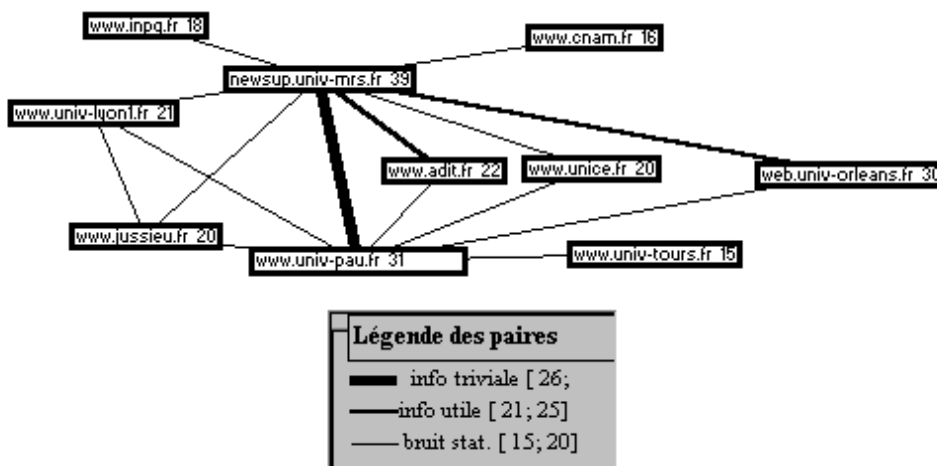 www.inpg.fr 18
www.cnam.fr 16
newsup.univ-mrs.fr 39
www.univ-lyon1.fr 21
www.adit.fr 22
www.unice.fr 20
web.univ-orleans.fr 30
www.jussieu.fr 20
www.univ-pau.fr 31
www.univ-tours.fr 15
Légende des paires
info triviale [ 26;
info utile [ 21; 25]
bruit stat. [ 15; 20]